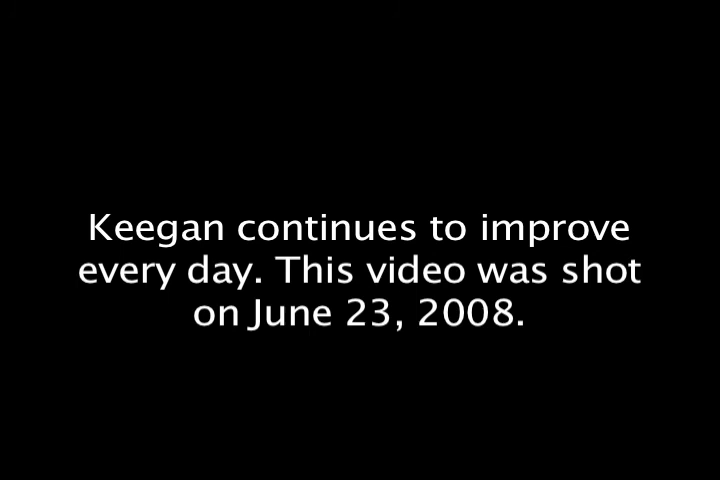 Keegan continues to improve
every day. This video was shot
on June 23, 2008.